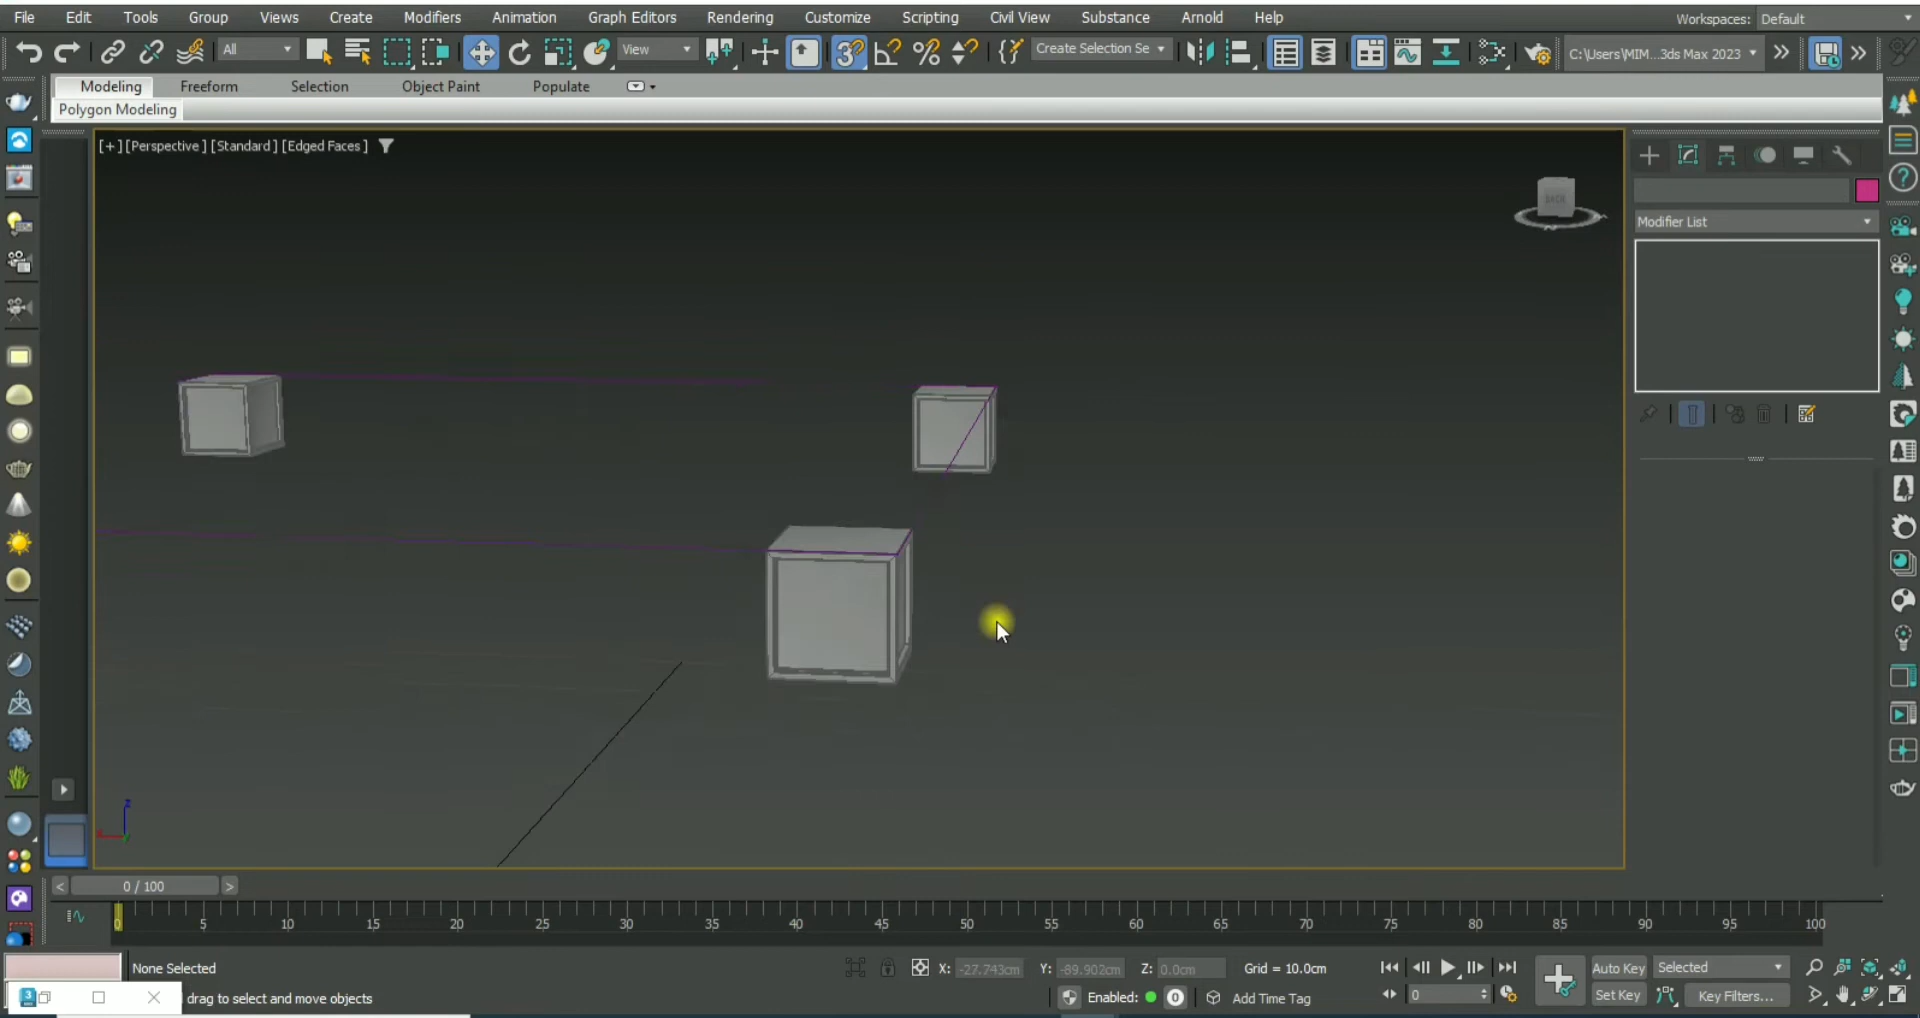 File Edit Tools Group Views Create Modifiers Animation Graph Editors Rendering Customize Scripting Civil View Substance Arnold Help Workspaces: Default
All View Create Selection Se C:\Users\MIM...3ds Max 2023
Modeling Freeform Selection Object Paint Populate
Polygon Modeling
[+] [Perspective] [Standard] [Edged Faces]
BACK
Modifier List
z
x
< 0 / 100 >
0 5 10 15 20 25 30 35 40 45 50 55 60 65 70 75 80 85 90 95 100
None Selected X: -27.743cm Y: -89.902cm Z: 0.0cm Grid = 10.0cm Auto Key Selected
drag to select and move objects Enabled: 0 Add Time Tag 0 Set Key Key Filters...